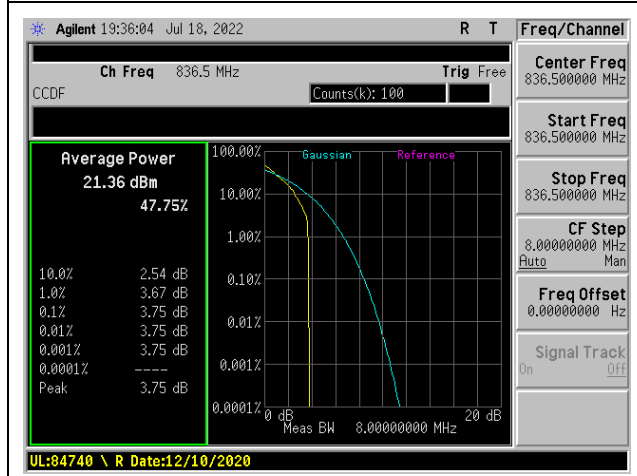 Agilent 19:36:04 Jul 18, 2022 R T
Freq/Channel
Ch Freq 836.5 MHz Trig Free
CCDF Counts(k): 100
Average Power
21.36 dBm
47.75%
10.0% 2.54 dB
1.0% 3.67 dB
0.1% 3.75 dB
0.01% 3.75 dB
0.001% 3.75 dB
0.0001% ----
Peak 3.75 dB
Gaussian Reference
100.00%
10.00%
1.00%
0.10%
0.01%
0.001%
0.0001%
0 dB 20 dB
Meas BW 8.00000000 MHz
Center Freq
836.500000 MHz
Start Freq
836.500000 MHz
Stop Freq
836.500000 MHz
CF Step
8.00000000 MHz
Auto Man
Freq Offset
0.00000000 Hz
Signal Track
On Off
UL:84740 \ R Date:12/10/2020